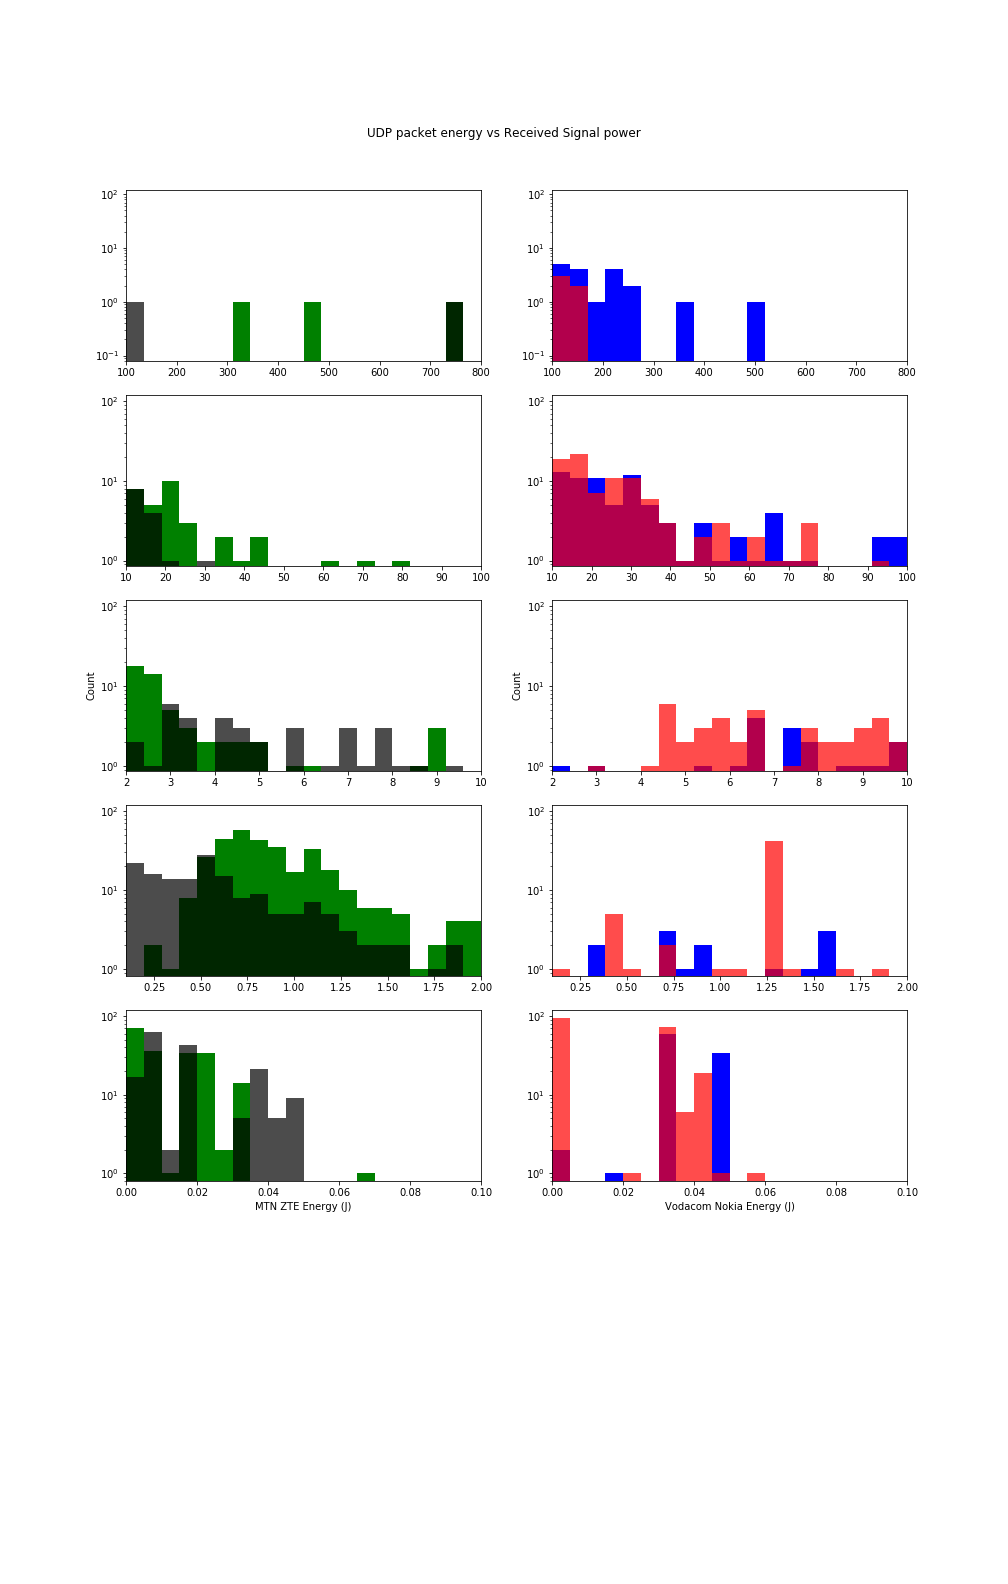 UDP packet energy vs Received Signal power
10² 10¹ 10⁰ 10⁻¹
100 200 300 400 500 600 700 800
10² 10¹ 10⁰ 10⁻¹
100 200 300 400 500 600 700 800
10² 10¹ 10⁰
10 20 30 40 50 60 70 80 90 100
10² 10¹ 10⁰
10 20 30 40 50 60 70 80 90 100
Count
10² 10¹ 10⁰
2 3 4 5 6 7 8 9 10
Count
10² 10¹ 10⁰
2 3 4 5 6 7 8 9 10
10² 10¹ 10⁰
0.25 0.50 0.75 1.00 1.25 1.50 1.75 2.00
10² 10¹ 10⁰
0.25 0.50 0.75 1.00 1.25 1.50 1.75 2.00
10² 10¹ 10⁰
0.00 0.02 0.04 0.06 0.08 0.10
MTN ZTE Energy (J)
10² 10¹ 10⁰
0.00 0.02 0.04 0.06 0.08 0.10
Vodacom Nokia Energy (J)